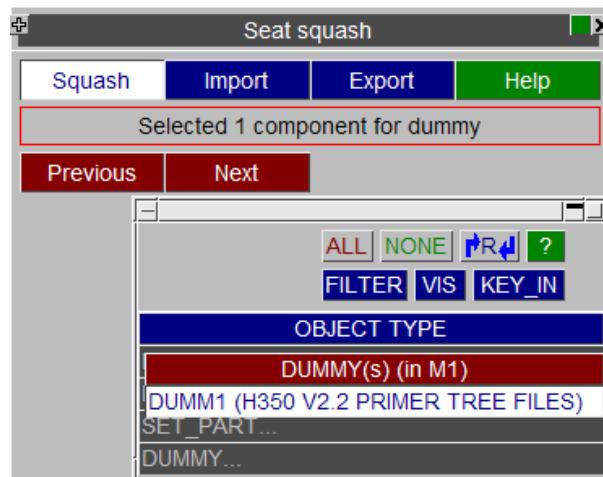 Seat squash
Squash Import Export Help
Selected 1 component for dummy
Previous Next
ALL NONE R ?
FILTER VIS KEY_IN
OBJECT TYPE
DUMMY(s) (in M1)
DUMM1 (H350 V2.2 PRIMER TREE FILES)
SET_PART...
DUMMY...